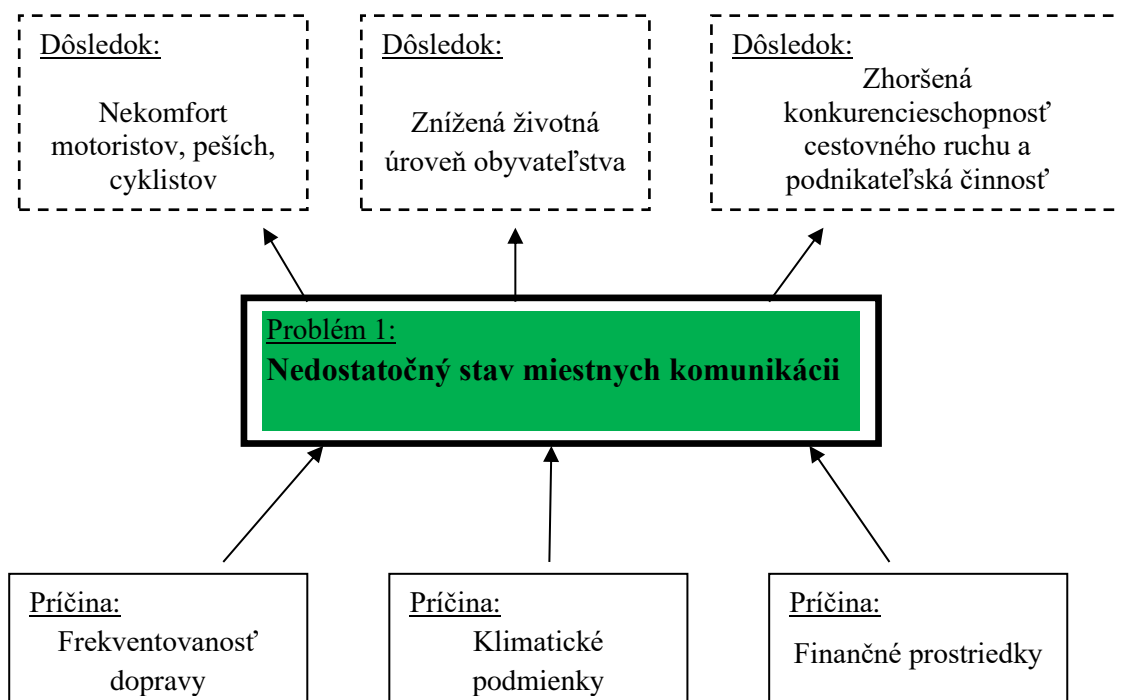 Dôsledok:
Nekomfort
motoristov, peších,
cyklistov
Dôsledok:
Znížená životná
úroveň obyvateľstva
Dôsledok:
Zhoršená
konkurencieschopnosť
cestovného ruchu a
podnikateľská činnosť
Problém 1:
Nedostatočný stav miestnych komunikácii
Príčina:
Frekventovanosť
dopravy
Príčina:
Klimatické
podmienky
Príčina:
Finančné prostriedky